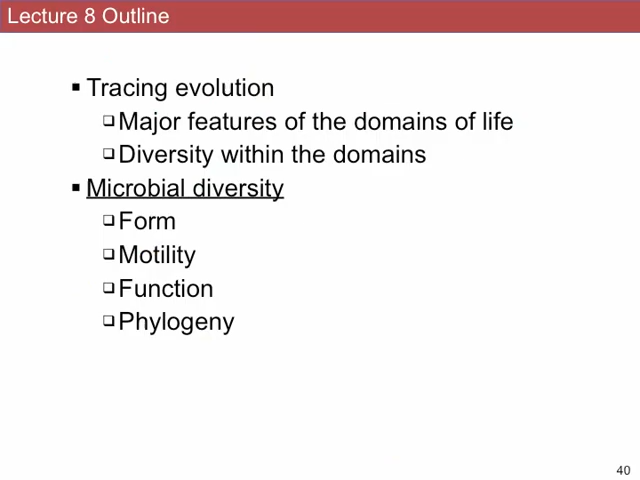 Lecture 8 Outline
▪ Tracing evolution
❑ Major features of the domains of life
❑ Diversity within the domains
▪ Microbial diversity
❑ Form
❑ Motility
❑ Function
❑ Phylogeny
40